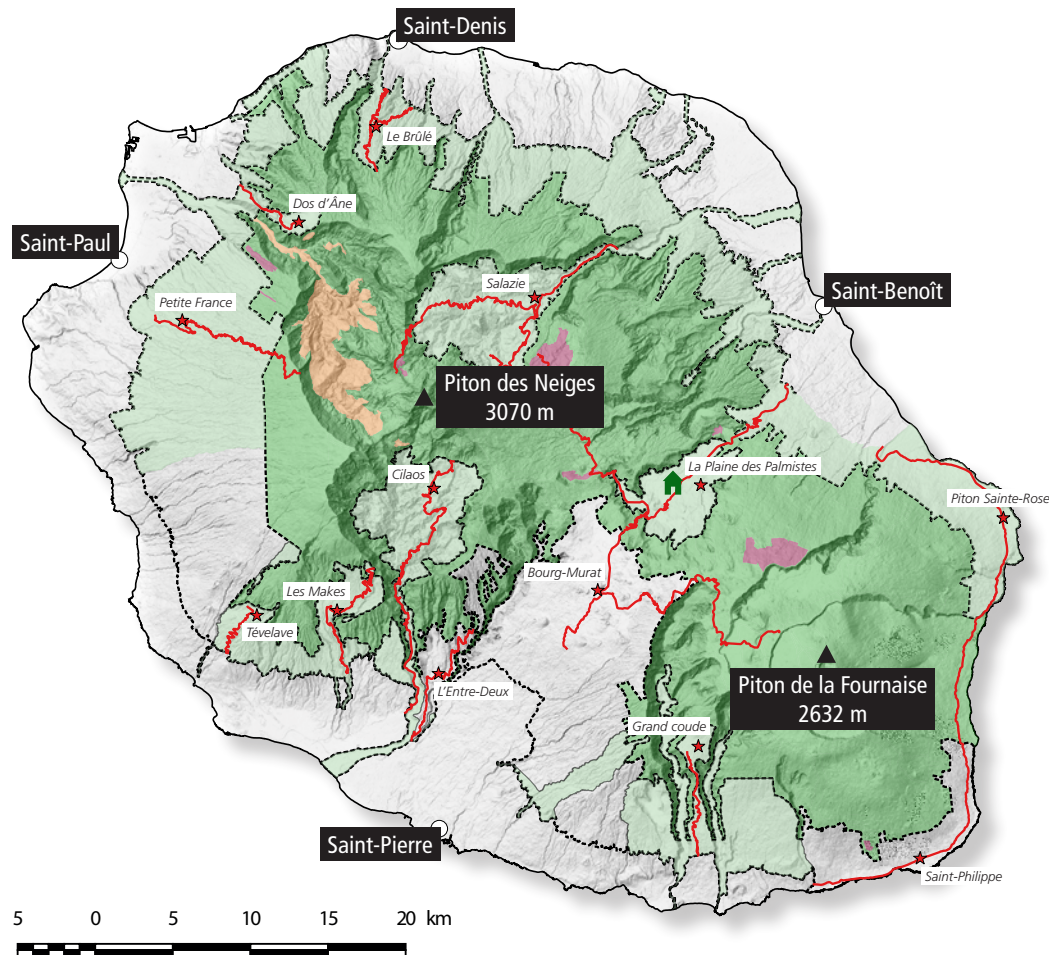 Saint-Denis
Le Brûlé
Dos d’Âne
Saint-Paul
Salazie
Saint-Benoît
Petite France
Piton des Neiges
3070 m
Cilaos
La Plaine des Palmistes
Piton Sainte-Rose
Bourg-Murat
Les Makes
Tévelave
L’Entre-Deux
Piton de la Fournaise
2632 m
Grand coude
Saint-Pierre
Saint-Philippe
5 0 5 10 15 20 km